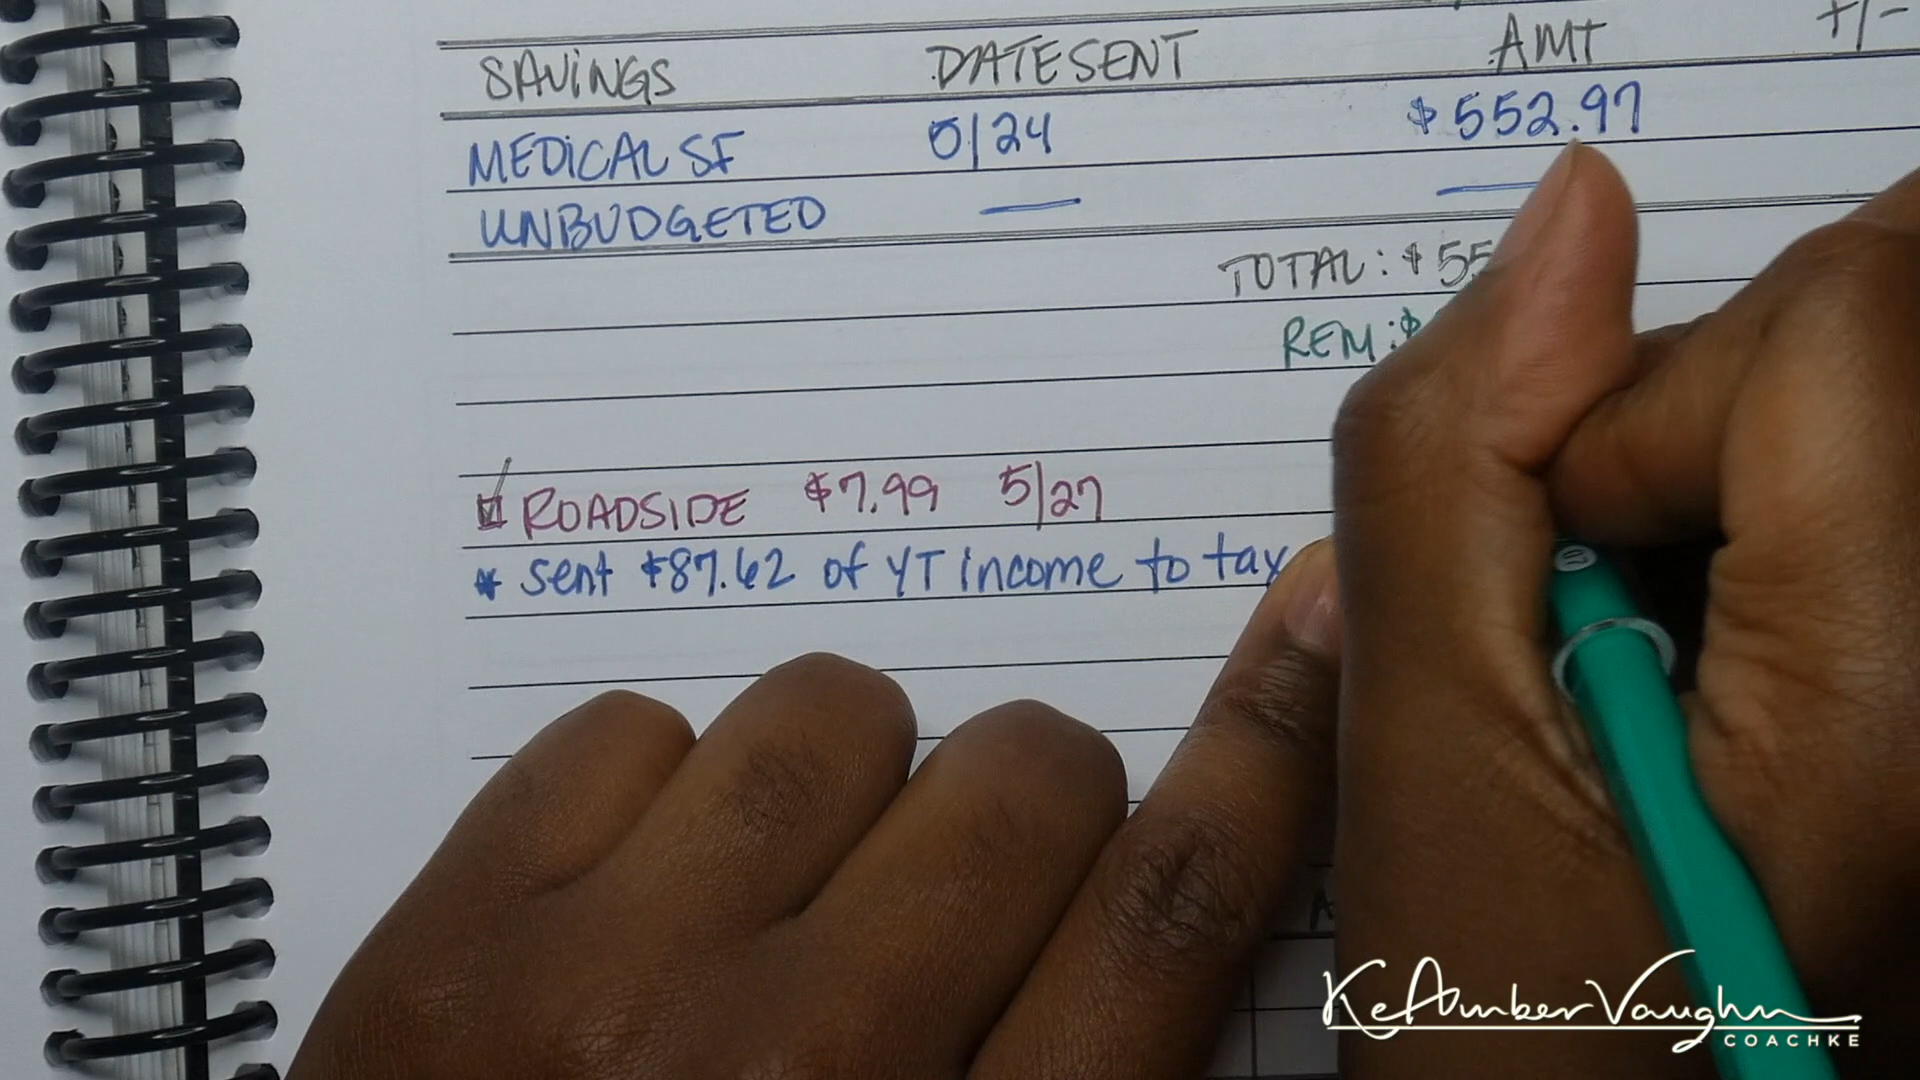 SAVINGS DATE SENT AMT +/-
MEDICAL SF 5/24 $552.97
UNBUDGETED — —
TOTAL: $55
REM: $
ROADSIDE $7.99 5/27
* sent $87.62 of YT income to tax
KeAmber Vaughn
COACHKE